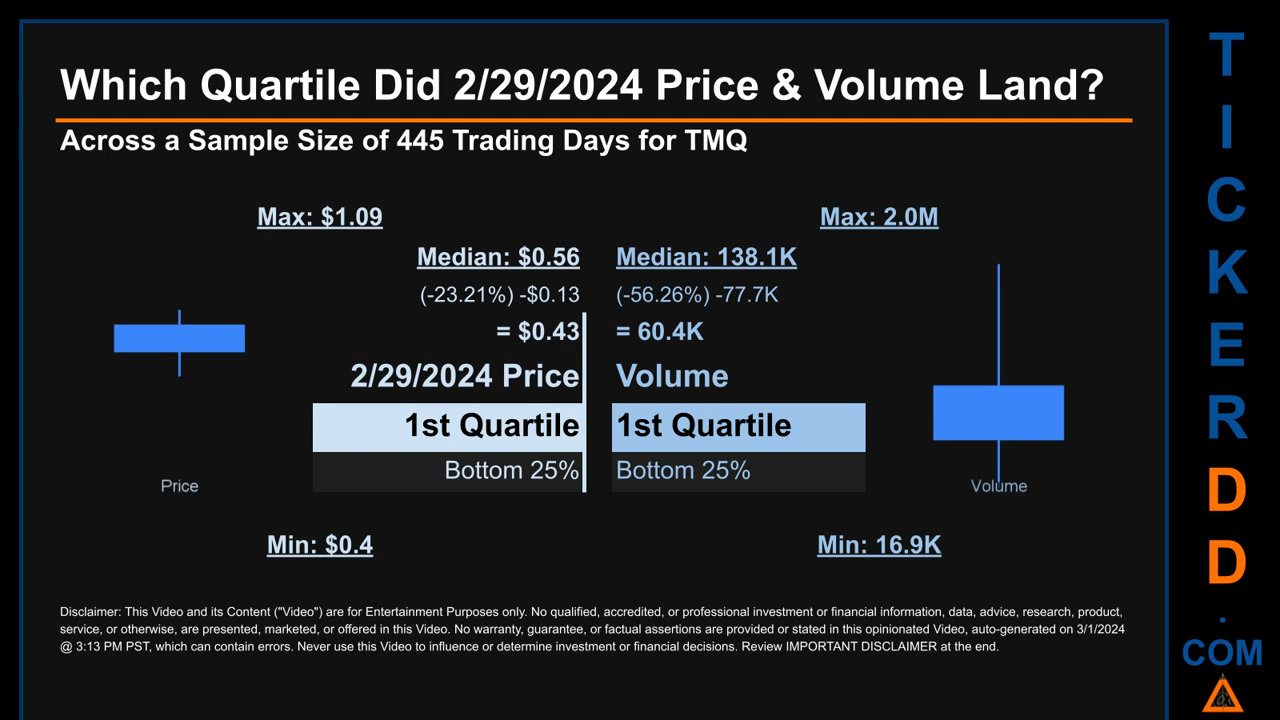 Which Quartile Did 2/29/2024 Price & Volume Land?
Across a Sample Size of 445 Trading Days for TMQ
Max: $1.09
Max: 2.0M
Median: $0.56
Median: 138.1K
(-23.21%) -$0.13
(-56.26%) -77.7K
= $0.43
= 60.4K
2/29/2024 Price
Volume
1st Quartile
1st Quartile
Bottom 25%
Bottom 25%
Price
Volume
Min: $0.4
Min: 16.9K
Disclaimer: This Video and its Content ("Video") are for Entertainment Purposes only. No qualified, accredited, or professional investment or financial information, data, advice, research, product,
service, or otherwise, are presented, marketed, or offered in this Video. No warranty, guarantee, or factual assertions are provided or stated in this opinionated Video, auto-generated on 3/1/2024
@ 3:13 PM PST, which can contain errors. Never use this Video to influence or determine investment or financial decisions. Review IMPORTANT DISCLAIMER at the end.
T
I
C
K
E
R
D
D
.
COM